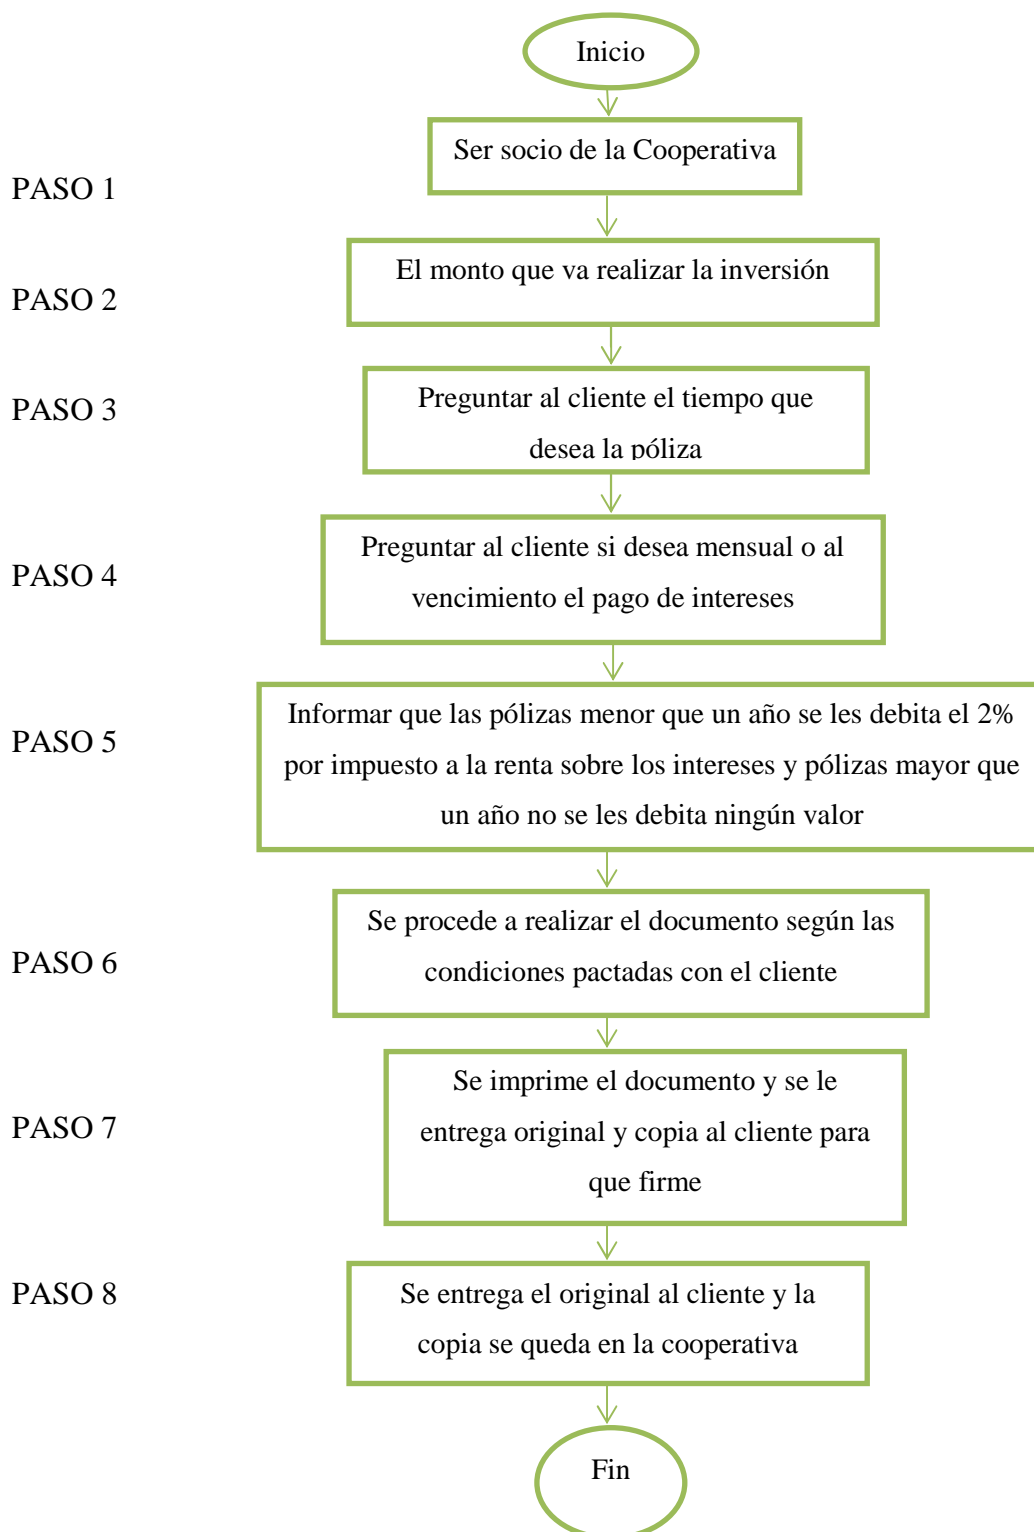 Inicio
Ser socio de la Cooperativa
PASO 1
El monto que va realizar la inversión
PASO 2
Preguntar al cliente el tiempo que
desea la póliza
PASO 3
Preguntar al cliente si desea mensual o al
vencimiento el pago de intereses
PASO 4
Informar que las pólizas menor que un año se les debita el 2%
por impuesto a la renta sobre los intereses y pólizas mayor que
un año no se les debita ningún valor
PASO 5
Se procede a realizar el documento según las
condiciones pactadas con el cliente
PASO 6
Se imprime el documento y se le
entrega original y copia al cliente para
que firme
PASO 7
Se entrega el original al cliente y la
copia se queda en la cooperativa
PASO 8
Fin